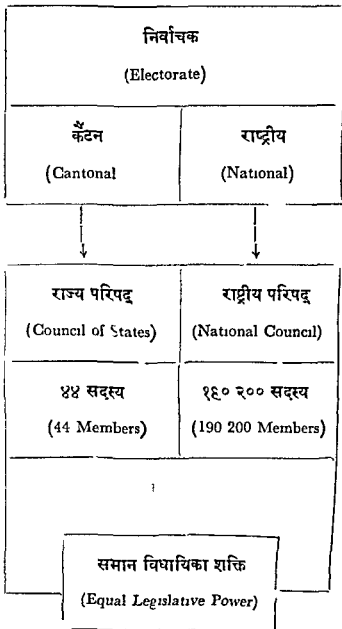 निर्वाचक
(Electorate)
कैंटन
(Cantonal
राष्ट्रीय
(National)
राज्य परिषद्
(Council of States)
राष्ट्रीय परिषद्
(National Council)
४४ सदस्य
(44 Members)
१९० २०० सदस्य
(190 200 Members)
समान विधायिका शक्ति
(Equal Legislative Power)